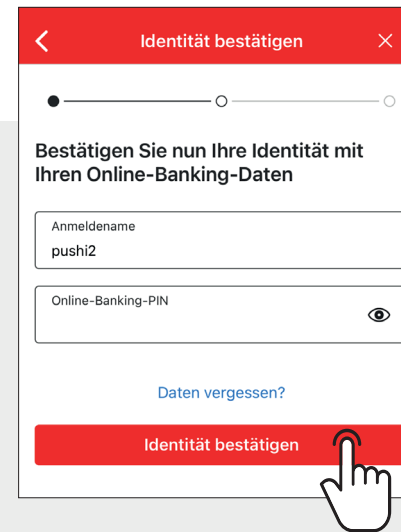 Identität bestätigen
Bestätigen Sie nun Ihre Identität mit
Ihren Online-Banking-Daten
Anmeldename
pushi2
Online-Banking-PIN
Daten vergessen?
Identität bestätigen